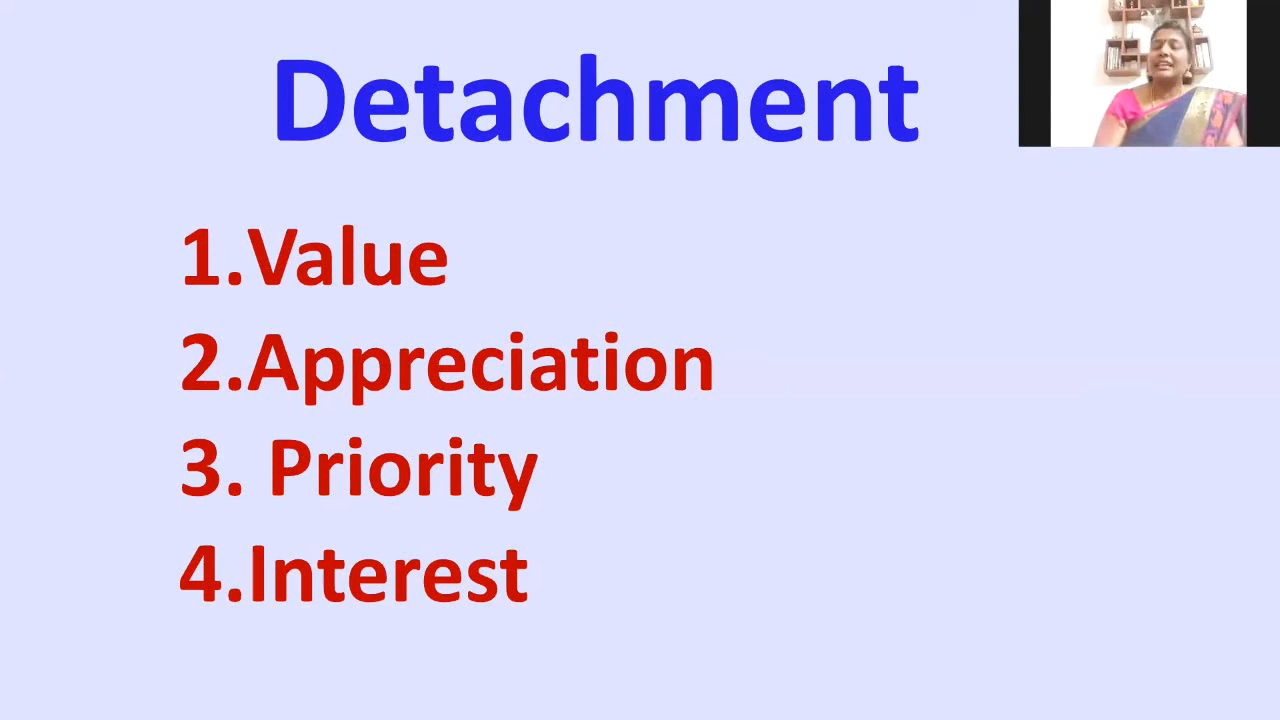 Detachment
1.Value
2.Appreciation
3. Priority
4.Interest